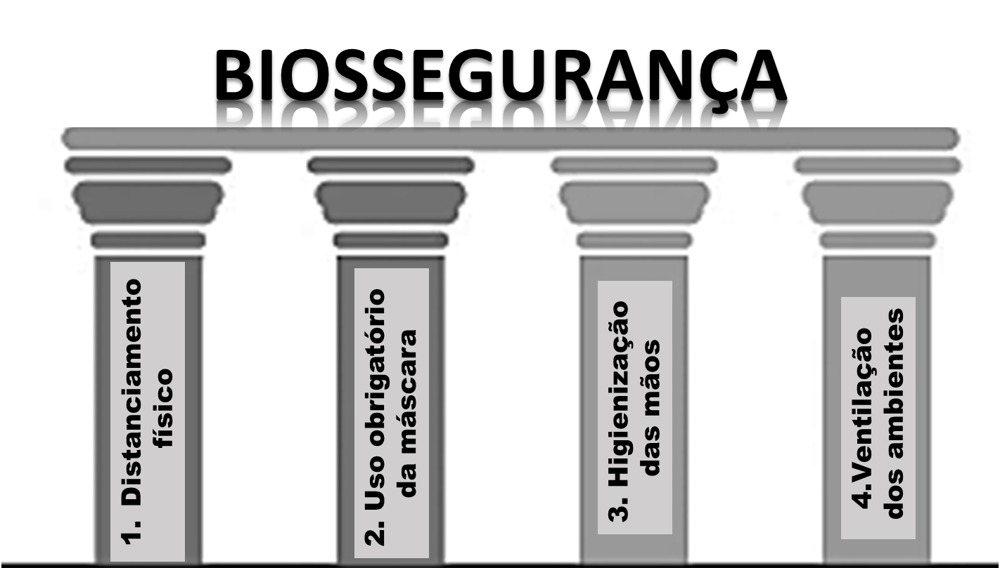 BIOSSEGURANÇA
1. Distanciamento
físico
2. Uso obrigatório
da máscara
3. Higienização
das mãos
4.Ventilação
dos ambientes